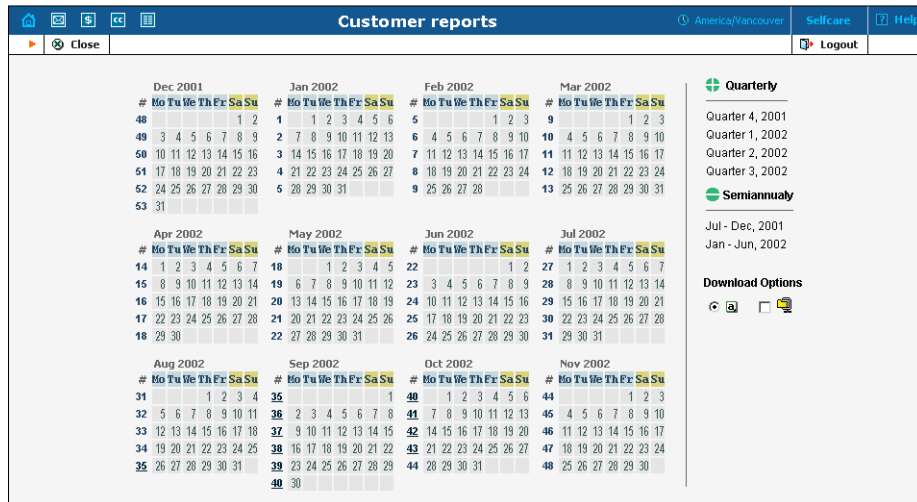 Customer reports
America/Vancouver
Selfcare
Help
Close
Logout
Dec 2001
# Mo Tu We Th Fr Sa Su
48 1 2
49 3 4 5 6 7 8 9
50 10 11 12 13 14 15 16
51 17 18 19 20 21 22 23
52 24 25 26 27 28 29 30
53 31
Jan 2002
# Mo Tu We Th Fr Sa Su
1 1 2 3 4 5 6
2 7 8 9 10 11 12 13
3 14 15 16 17 18 19 20
4 21 22 23 24 25 26 27
5 28 29 30 31
Feb 2002
# Mo Tu We Th Fr Sa Su
5 1 2 3
6 4 5 6 7 8 9 10
7 11 12 13 14 15 16 17
8 18 19 20 21 22 23 24
9 25 26 27 28
Mar 2002
# Mo Tu We Th Fr Sa Su
9 1 2 3
10 4 5 6 7 8 9 10
11 11 12 13 14 15 16 17
12 18 19 20 21 22 23 24
13 25 26 27 28 29 30 31
Apr 2002
# Mo Tu We Th Fr Sa Su
14 1 2 3 4 5 6 7
15 8 9 10 11 12 13 14
16 15 16 17 18 19 20 21
17 22 23 24 25 26 27 28
18 29 30
May 2002
# Mo Tu We Th Fr Sa Su
18 1 2 3 4 5
19 6 7 8 9 10 11 12
20 13 14 15 16 17 18 19
21 20 21 22 23 24 25 26
22 27 28 29 30 31
Jun 2002
# Mo Tu We Th Fr Sa Su
22 1 2
23 3 4 5 6 7 8 9
24 10 11 12 13 14 15 16
25 17 18 19 20 21 22 23
26 24 25 26 27 28 29 30
Jul 2002
# Mo Tu We Th Fr Sa Su
27 1 2 3 4 5 6 7
28 8 9 10 11 12 13 14
29 15 16 17 18 19 20 21
30 22 23 24 25 26 27 28
31 29 30 31
Aug 2002
# Mo Tu We Th Fr Sa Su
31 1 2 3 4
32 5 6 7 8 9 10 11
33 12 13 14 15 16 17 18
34 19 20 21 22 23 24 25
35 26 27 28 29 30 31
Sep 2002
# Mo Tu We Th Fr Sa Su
35 1
36 2 3 4 5 6 7 8
37 9 10 11 12 13 14 15
38 16 17 18 19 20 21 22
39 23 24 25 26 27 28 29
40 30
Oct 2002
# Mo Tu We Th Fr Sa Su
40 1 2 3 4 5 6
41 7 8 9 10 11 12 13
42 14 15 16 17 18 19 20
43 21 22 23 24 25 26 27
44 28 29 30 31
Nov 2002
# Mo Tu We Th Fr Sa Su
44 1 2 3
45 4 5 6 7 8 9 10
46 11 12 13 14 15 16 17
47 18 19 20 21 22 23 24
48 25 26 27 28 29 30
Quarterly
Quarter 4, 2001
Quarter 1, 2002
Quarter 2, 2002
Quarter 3, 2002
Semiannualy
Jul - Dec, 2001
Jan - Jun, 2002
Download Options